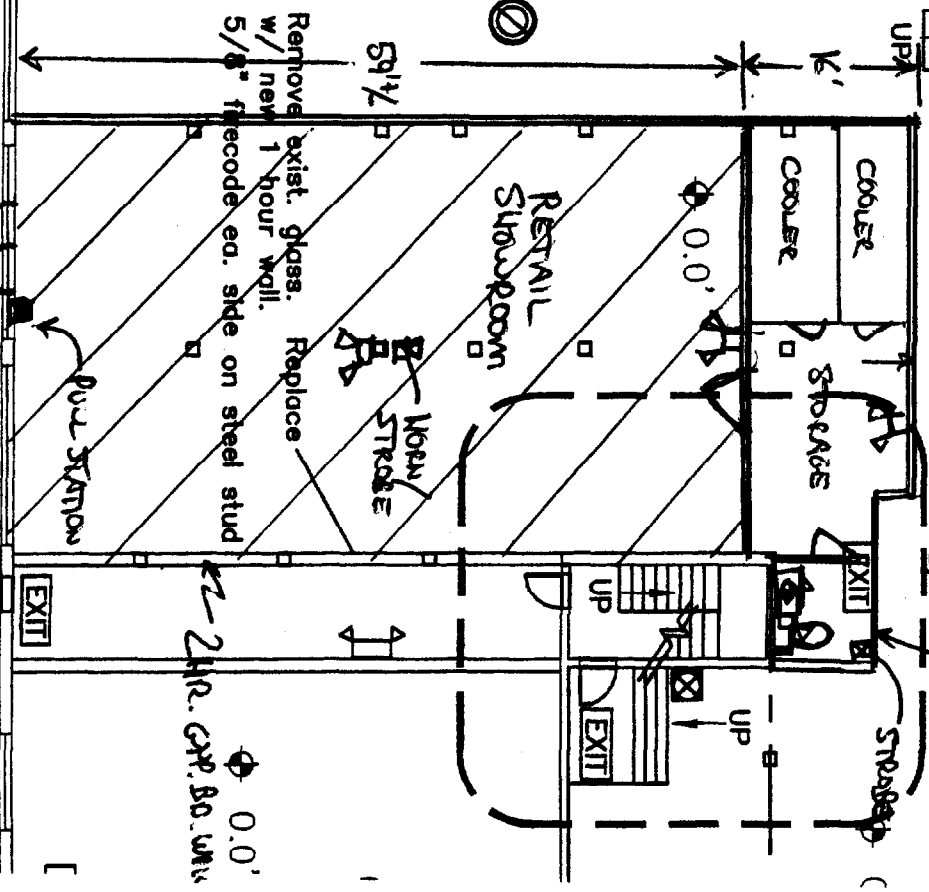 UP
16'
59 1/2
Remove exist. glass.
Replace
w/ new 1 hour wall.
5/8" firecode ea. side on steel stud
COOLER
COOLER
0.0'
RETAIL
SHOWROOM
STORAGE
HORN
STROBE
PULL STATION
EXIT
UP
EXIT
UP
EXIT
STROBE
2 HR. GYP. BD. WALL
0.0'